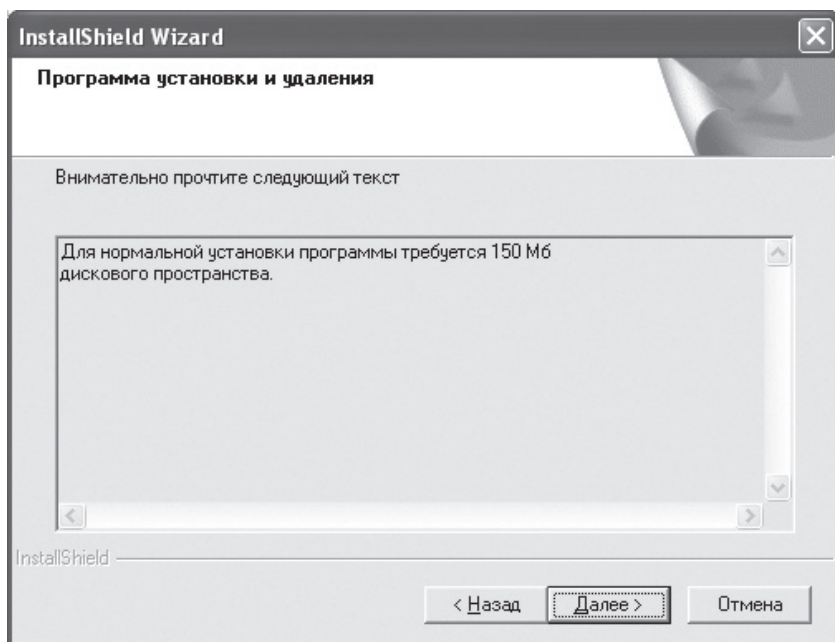 InstallShield Wizard
Программа установки и удаления
Внимательно прочтите следующий текст
Для нормальной установки программы требуется 150 Мб
дискового пространства.
InstallShield
< Назад Далее > Отмена